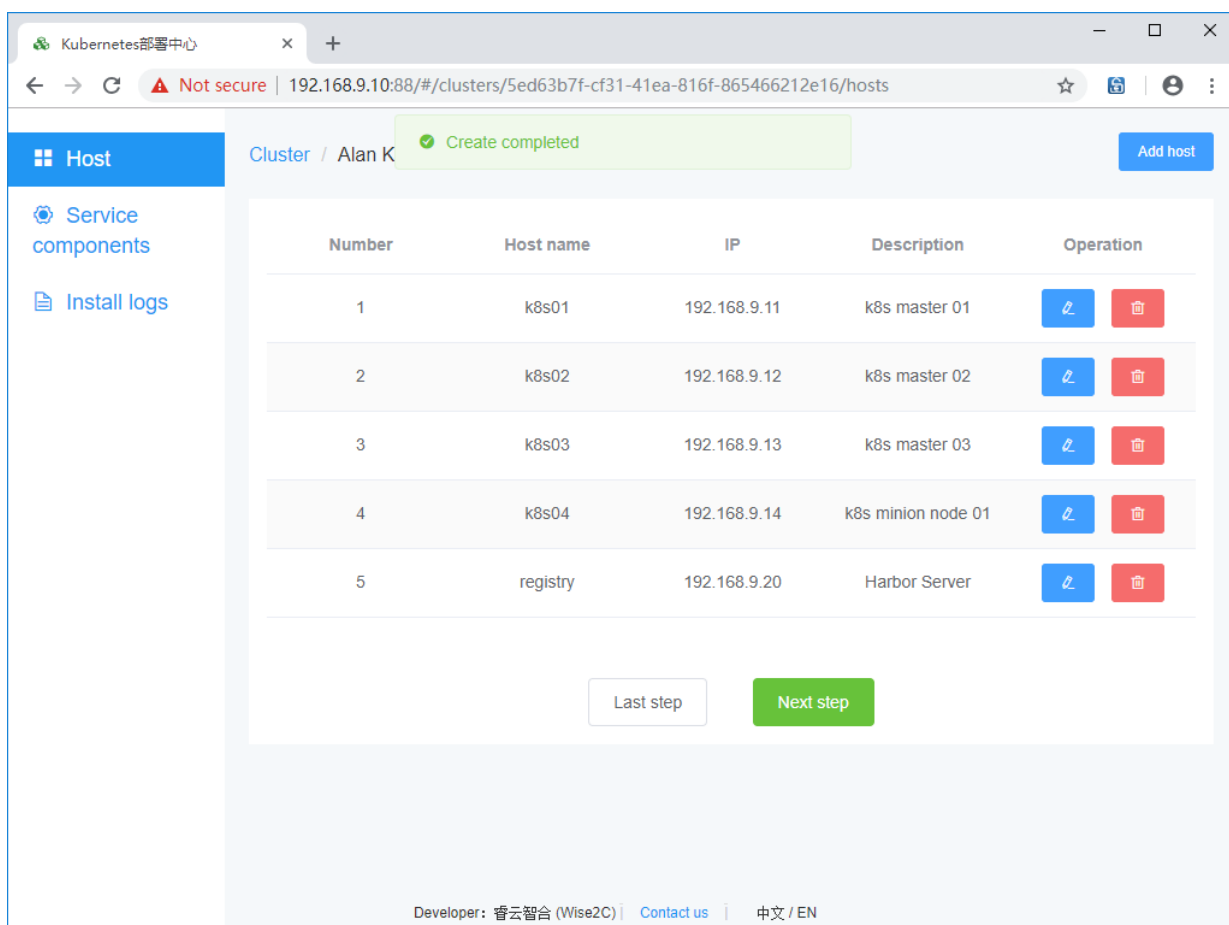 Kubernetes部署中心
Not secure | 192.168.9.10:88/#/clusters/5ed63b7f-cf31-41ea-816f-865466212e16/hosts
Host
Cluster / Alan K
Create completed
Add host
Service
components
Install logs
Number Host name IP Description Operation
1 k8s01 192.168.9.11 k8s master 01
2 k8s02 192.168.9.12 k8s master 02
3 k8s03 192.168.9.13 k8s master 03
4 k8s04 192.168.9.14 k8s minion node 01
5 registry 192.168.9.20 Harbor Server
Last step Next step
Developer：睿云智合 (Wise2C) | Contact us | 中文 / EN